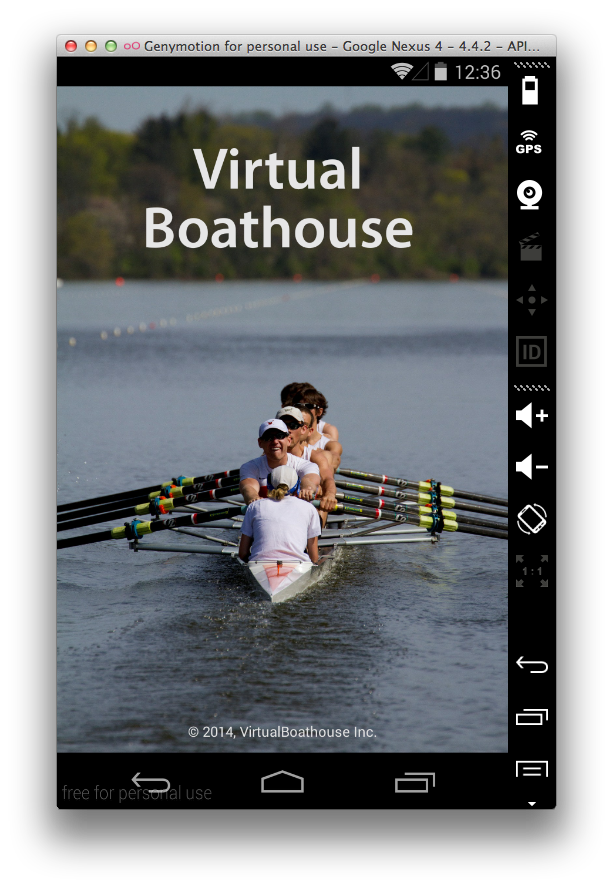 Genymotion for personal use – Google Nexus 4 – 4.4.2 – API...
12:36
GPS
Virtual
Boathouse
ID
1:1
© 2014, VirtualBoathouse Inc.
free for personal use